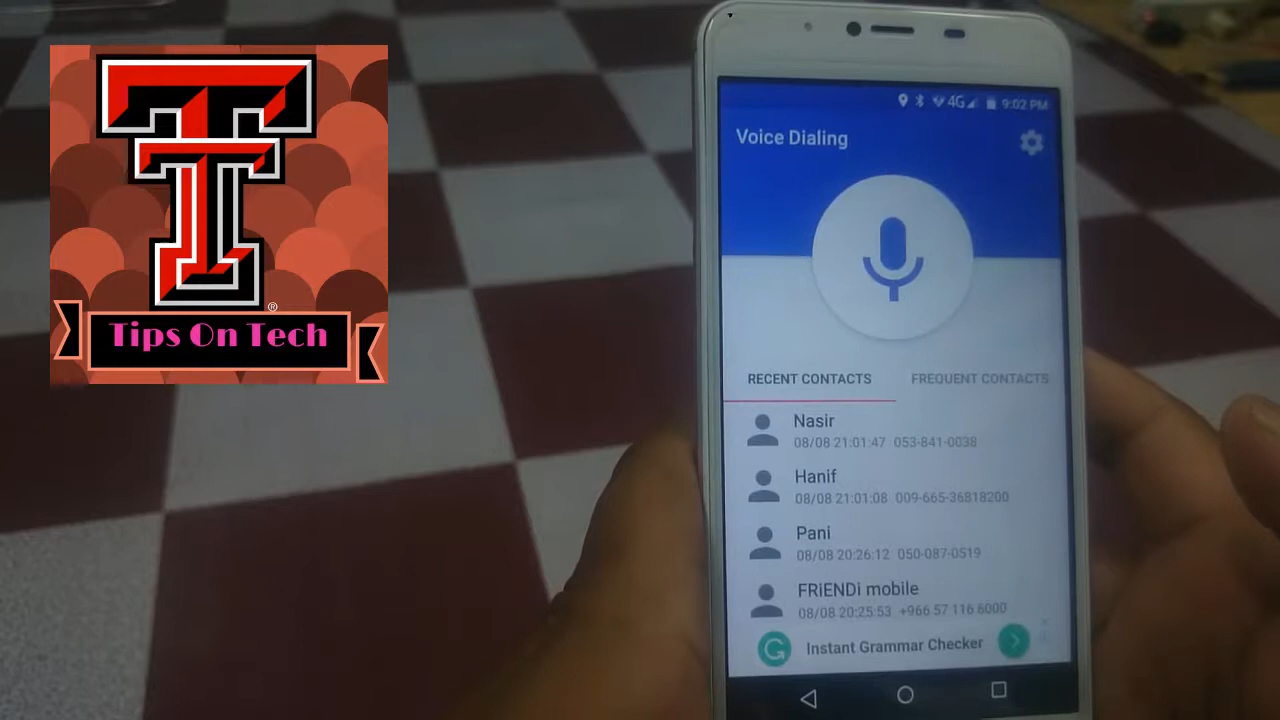 ®
Tips On Tech
4G 9:02 PM
Voice Dialing
RECENT CONTACTS FREQUENT CONTACTS
Nasir
08/08 21:01:47 053-841-0038
Hanif
08/08 21:01:08 009-665-36818200
Pani
08/08 20:26:12 050-087-0519
FRiENDi mobile
08/08 20:25:53 +966 57 116 6000
Instant Grammar Checker